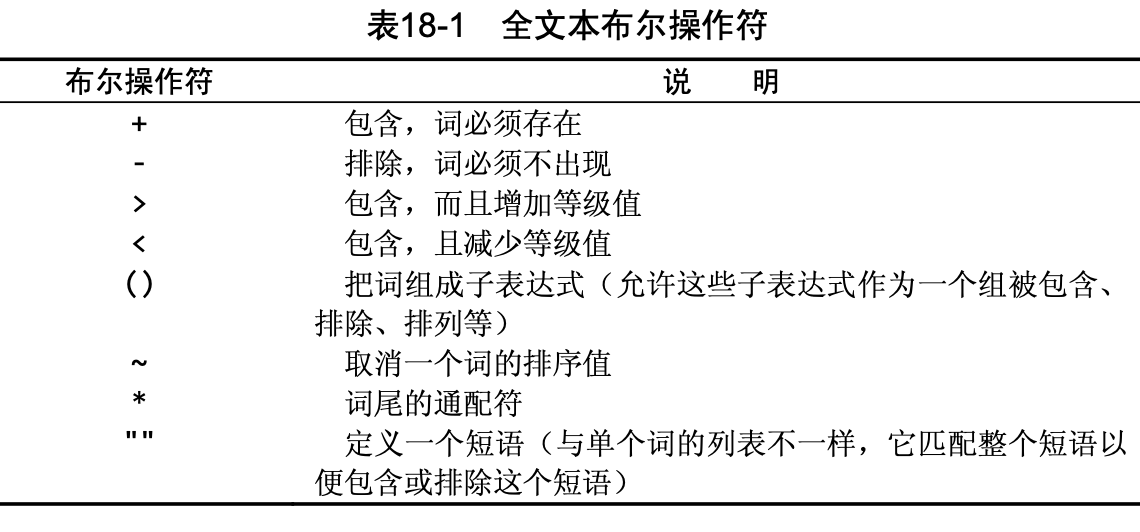 表18-1 全文本布尔操作符
布尔操作符 说 明
+ 包含，词必须存在
- 排除，词必须不出现
> 包含，而且增加等级值
< 包含，且减少等级值
() 把词组成子表达式（允许这些子表达式作为一个组被包含、
排除、排列等）
~ 取消一个词的排序值
* 词尾的通配符
"" 定义一个短语（与单个词的列表不一样，它匹配整个短语以
便包含或排除这个短语）